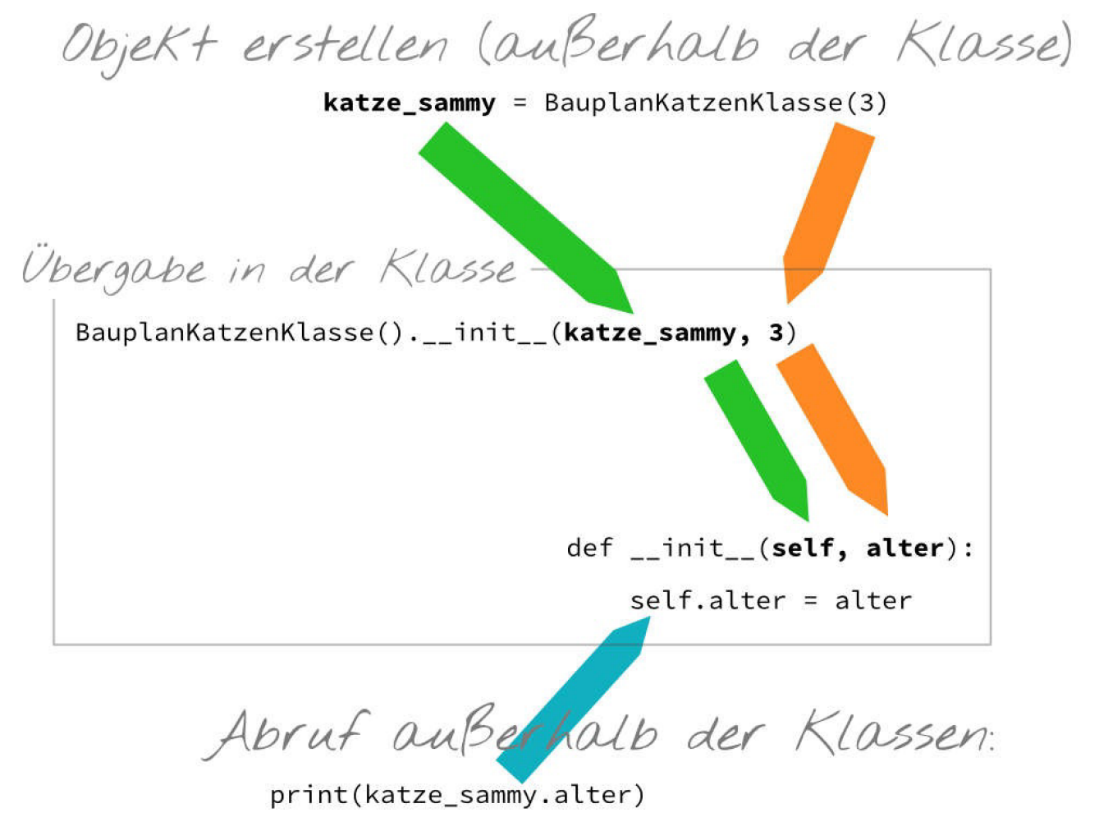 Objekt erstellen (außerhalb der Klasse)
katze_sammy = BauplanKatzenKlasse(3)
Übergabe in der Klasse
BauplanKatzenKlasse().__init__(katze_sammy, 3)
def __init__(self, alter):
self.alter = alter
Abruf außerhalb der Klassen:
print(katze_sammy.alter)